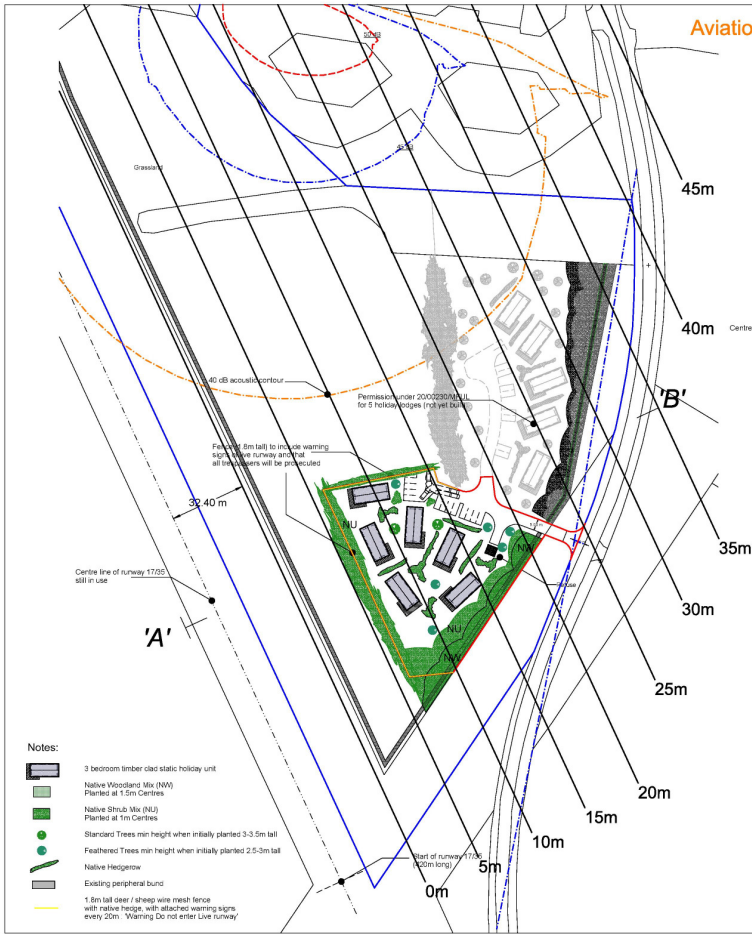 Aviatio
50 dB
Grassland
45m
40m
Centre
40 dB acoustic contour
Permission under 20/00230/MFUL
for 5 holiday lodges (not yet built)
'B'
Fence (1.8m tall) to include warning
signs of live runway and that
all trespassers will be prosecuted
32.40 m
NU
NW
35m
Centre line of runway 17/35
still in use
30m
'A'
NU
NW
25m
20m
15m
10m
5m
0m
Start of runway 17/35
(420m long)
Notes:
3 bedroom timber clad static holiday unit
Native Woodland Mix (NW)
Planted at 1.5m Centres
Native Shrub Mix (NU)
Planted at 1m Centres
Standard Trees min height when initially planted 3-3.5m tall
Feathered Trees min height when initially planted 2.5-3m tall
Native Hedgerow
Existing peripheral bund
1.8m tall deer / sheep wire mesh fence
with native hedge, with attached warning signs
every 20m : 'Warning Do not enter Live runway'